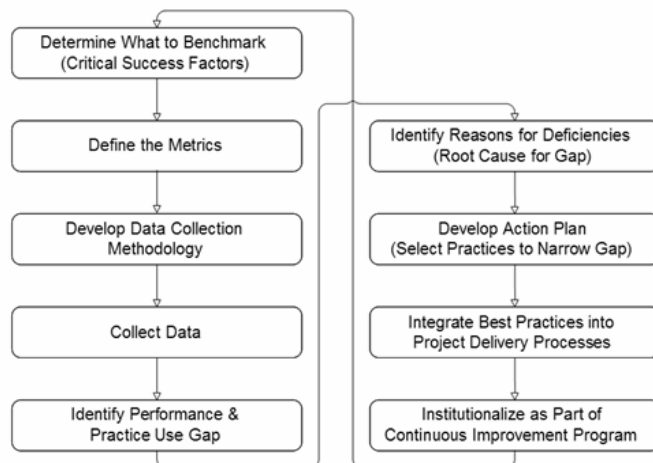 Determine What to Benchmark
(Critical Success Factors)
Define the Metrics
Develop Data Collection
Methodology
Collect Data
Identify Performance &
Practice Use Gap
Identify Reasons for Deficiencies
(Root Cause for Gap)
Develop Action Plan
(Select Practices to Narrow Gap)
Integrate Best Practices into
Project Delivery Processes
Institutionalize as Part of
Continuous Improvement Program